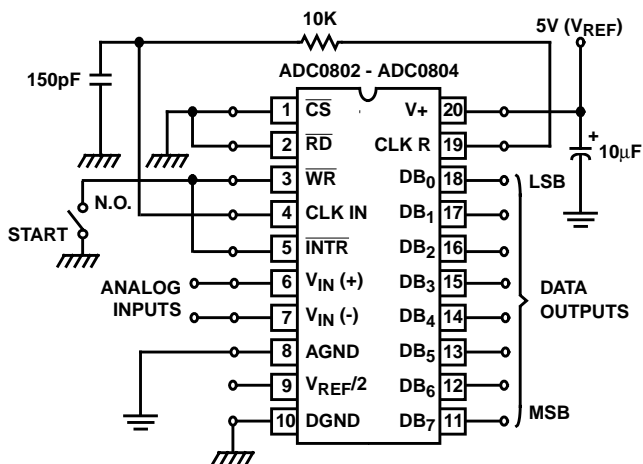 10K
5V (VREF)
150pF
ADC0802 - ADC0804
1 CS V+ 20
2 RD CLK R 19
+
10μF
3 WR DB0 18 LSB
N.O.
4 CLK IN DB1 17
START
5 INTR DB2 16
ANALOG INPUTS
6 VIN (+) DB3 15
DATA OUTPUTS
7 VIN (-) DB4 14
8 AGND DB5 13
9 VREF/2 DB6 12
10 DGND DB7 11 MSB